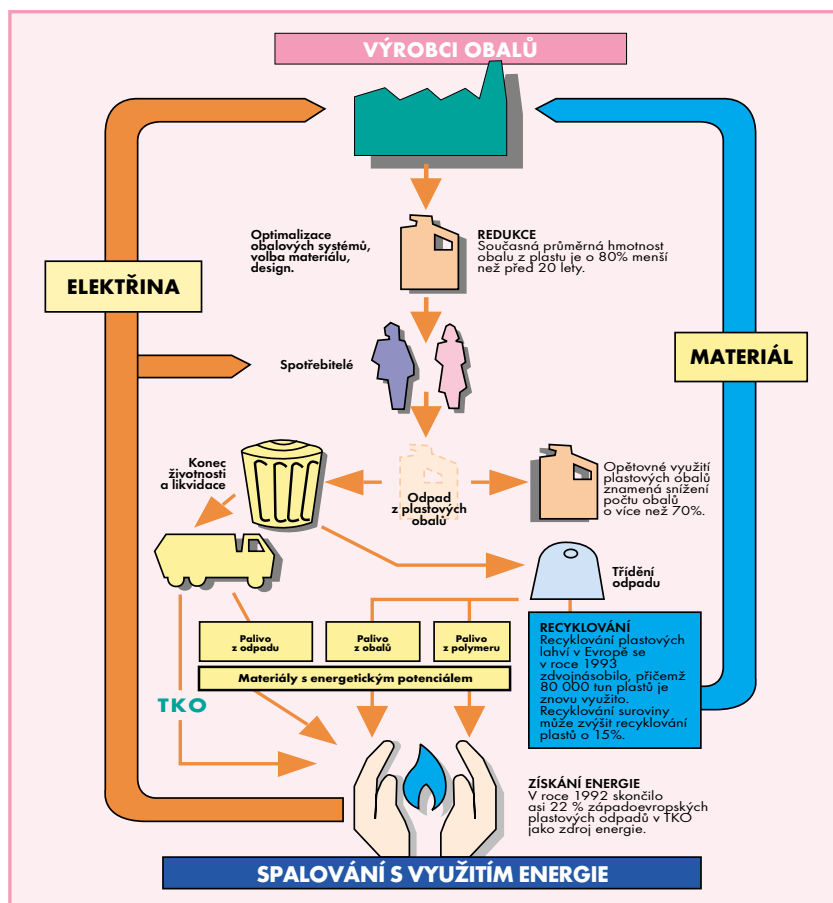 VÝROBCI OBALŮ
Optimalizace
obalových systémů,
volba materiálu,
design.
REDUKCE
Současná průměrná hmotnost
obalu z plastu je o 80% menší
než před 20 lety.
ELEKTŘINA
MATERIÁL
Spotřebitelé
Konec
životnosti
a likvidace
Odpad
z plastových
obalů
Opětovné využití
plastových obalů
znamená snížení
počtu obalů
o více než 70%.
Třídění
odpadu
Palivo
z odpadu
Palivo
z obalů
Palivo
z polymeru
Materiály s energetickým potenciálem
RECYKLOVÁNÍ
Recyklování plastových
lahví v Evropě se
v roce 1993
zdvojnásobilo, přičemž
80 000 tun plastů je
znovu využito.
Recyklování suroviny
může zvýšit recyklování
plastů o 15%.
TKO
ZÍSKÁNÍ ENERGIE
V roce 1992 skončilo
asi 22 % západoevropských
plastových odpadů v TKO
jako zdroj energie.
SPALOVÁNÍ S VYUŽITÍM ENERGIE